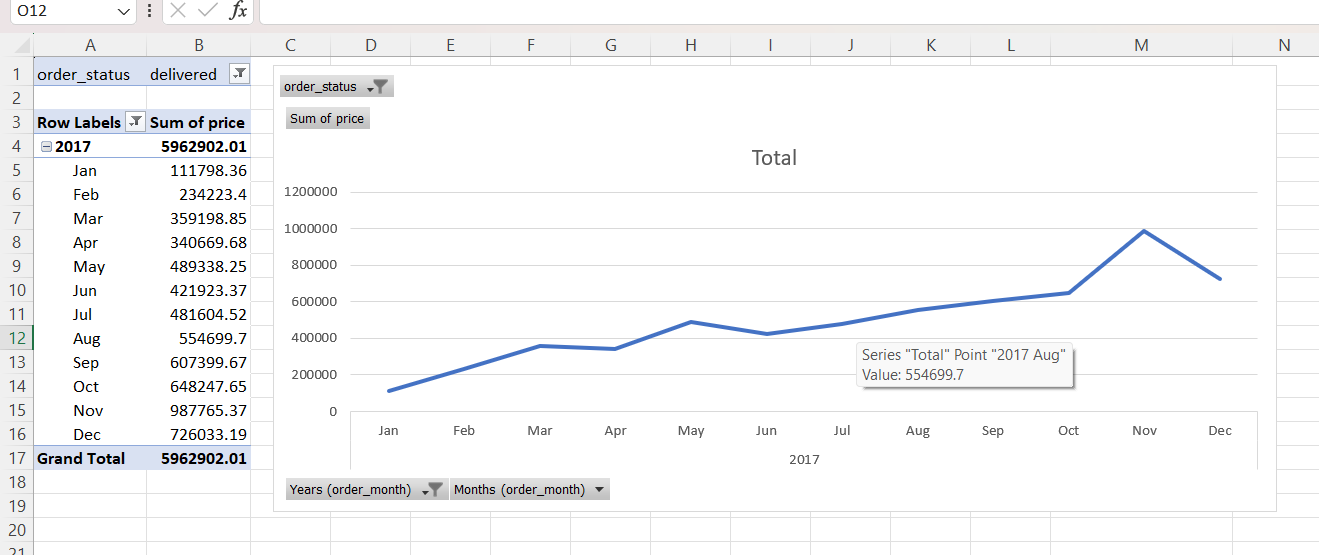 O12 fx
A B C D E F G H I J K L M N
1 order_status delivered
2
3 Row Labels Sum of price
4 2017 5962902.01
5 Jan 111798.36
6 Feb 234223.4
7 Mar 359198.85
8 Apr 340669.68
9 May 489338.25
10 Jun 421923.37
11 Jul 481604.52
12 Aug 554699.7
13 Sep 607399.67
14 Oct 648247.65
15 Nov 987765.37
16 Dec 726033.19
17 Grand Total 5962902.01
18
19
20
21
order_status
Sum of price
Total
1200000
1000000
800000
600000
400000
200000
0
Series "Total" Point "2017 Aug"
Value: 554699.7
Jan Feb Mar Apr May Jun Jul Aug Sep Oct Nov Dec
2017
Years (order_month) Months (order_month)